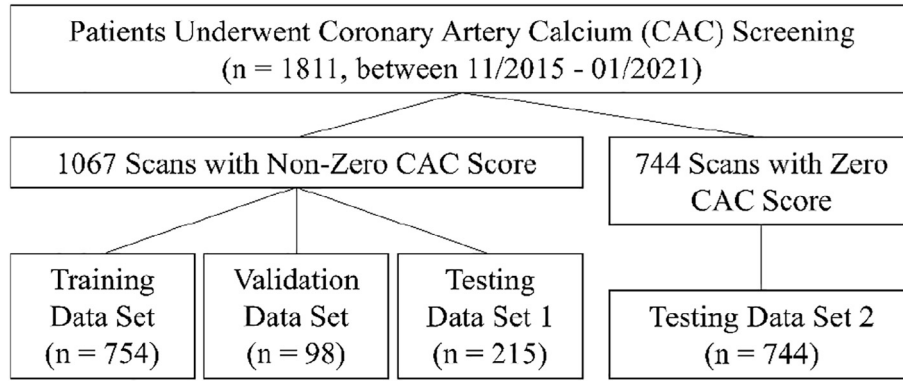 Patients Underwent Coronary Artery Calcium (CAC) Screening
(n = 1811, between 11/2015 - 01/2021)
1067 Scans with Non-Zero CAC Score
744 Scans with Zero
CAC Score
Training
Data Set
(n = 754)
Validation
Data Set
(n = 98)
Testing
Data Set 1
(n = 215)
Testing Data Set 2
(n = 744)